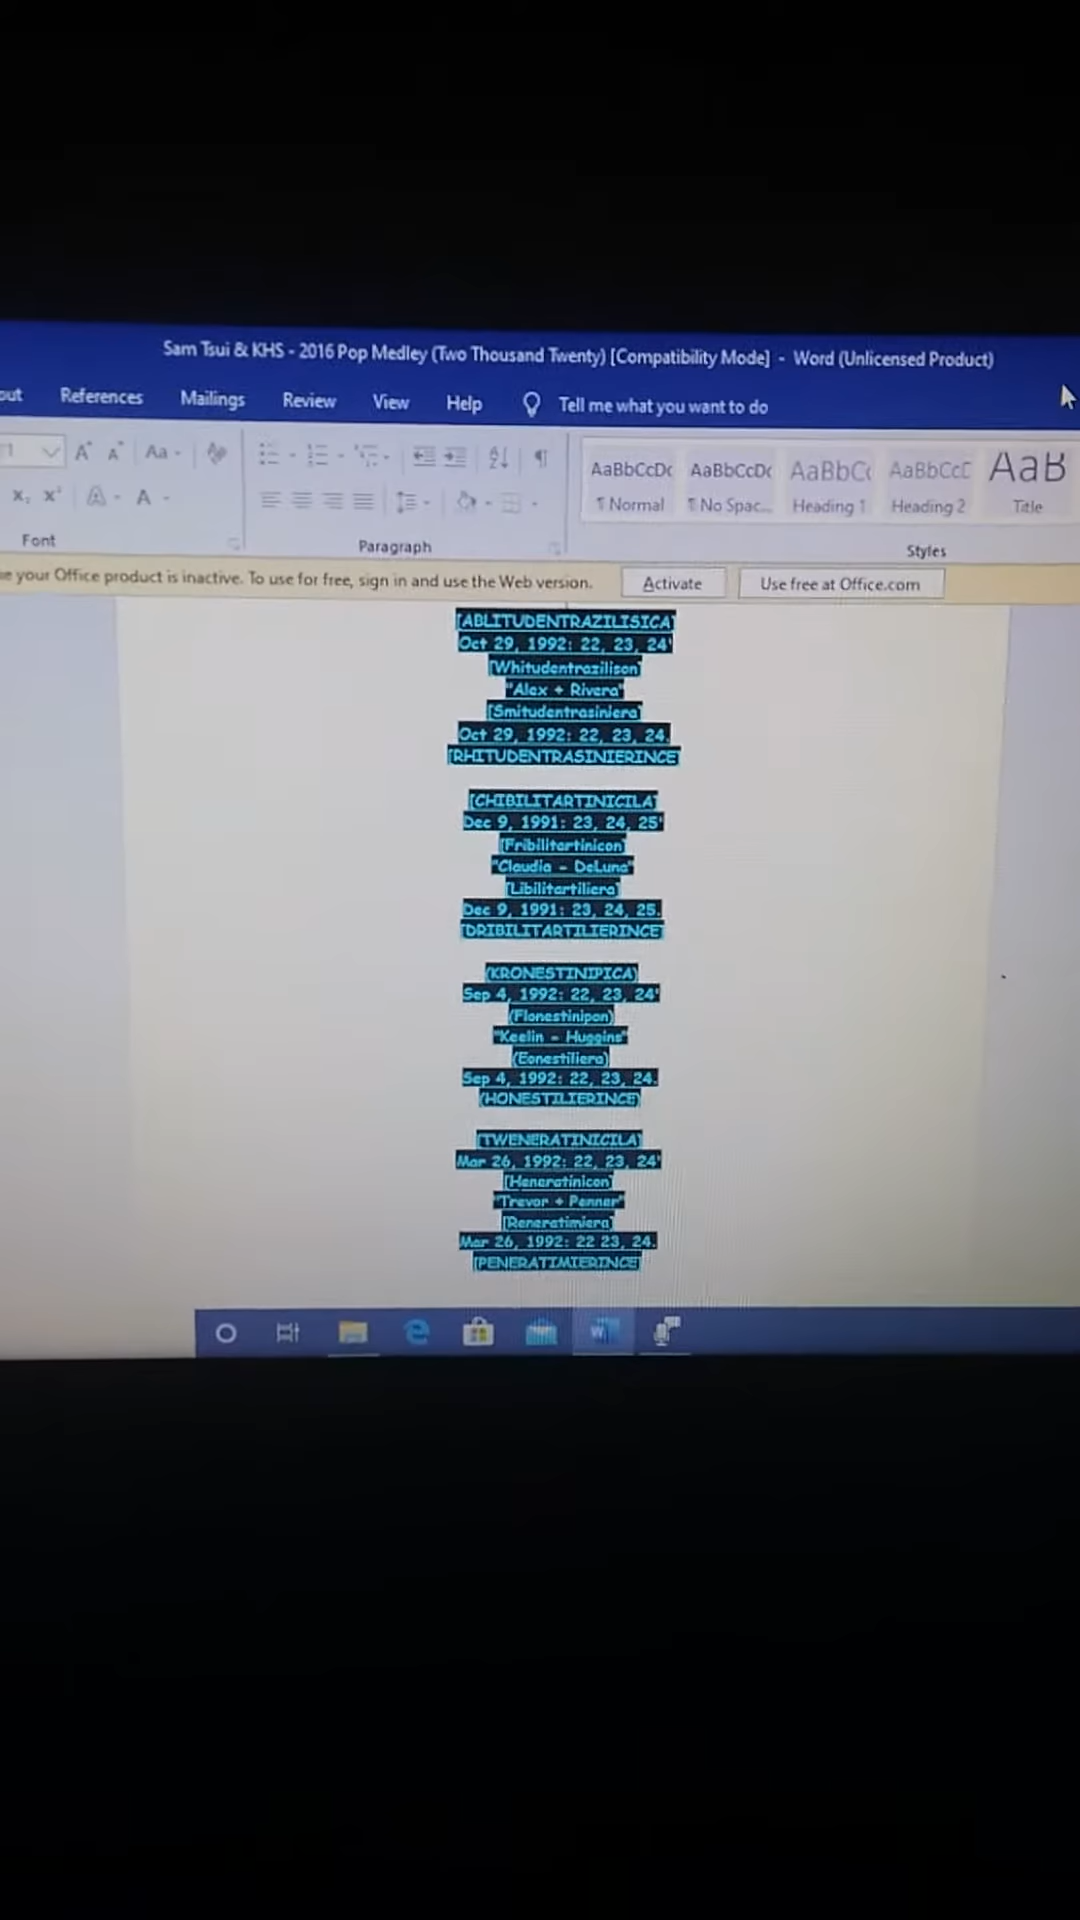 Sam Tsui & KHS - 2016 Pop Medley (Two Thousand Twenty) [Compatibility Mode] - Word (Unlicensed Product)
out References Mailings Review View Help Tell me what you want to do
Aa
A
AaBbCcDc AaBbCcDc AaBbC AaBbCcC AaB
¶ Normal ¶ No Spac... Heading 1 Heading 2 Title
Font Paragraph Styles
e your Office product is inactive. To use for free, sign in and use the Web version. Activate Use free at Office.com
[ABLITUDENTRAZILISICA]
Oct 29, 1992: 22, 23, 24'
[Whitudentrazilison]
"Alex + Rivera"
[Smitudentrasiniera]
Oct 29, 1992: 22, 23, 24.
[RHITUDENTRASINIERINCE]
[CHIBILITARTINICILA]
Dec 9, 1991: 23, 24, 25'
[Fribilitartinicon]
"Claudia - DeLuna"
[Libilitartiliera]
Dec 9, 1991: 23, 24, 25.
[DRIBILITARTILIERINCE]
(KRONESTINIPICA)
Sep 4, 1992: 22, 23, 24'
(Flonestinipon)
"Keelin - Huggins"
(Eonestiliera)
Sep 4, 1992: 22, 23, 24.
(HONESTILIERINCE)
[TWENERATINICILA]
Mar 26, 1992: 22, 23, 24'
[Heneratinicon]
"Trevor + Penner"
[Reneratimiera]
Mar 26, 1992: 22 23, 24.
[PENERATIMIERINCE]